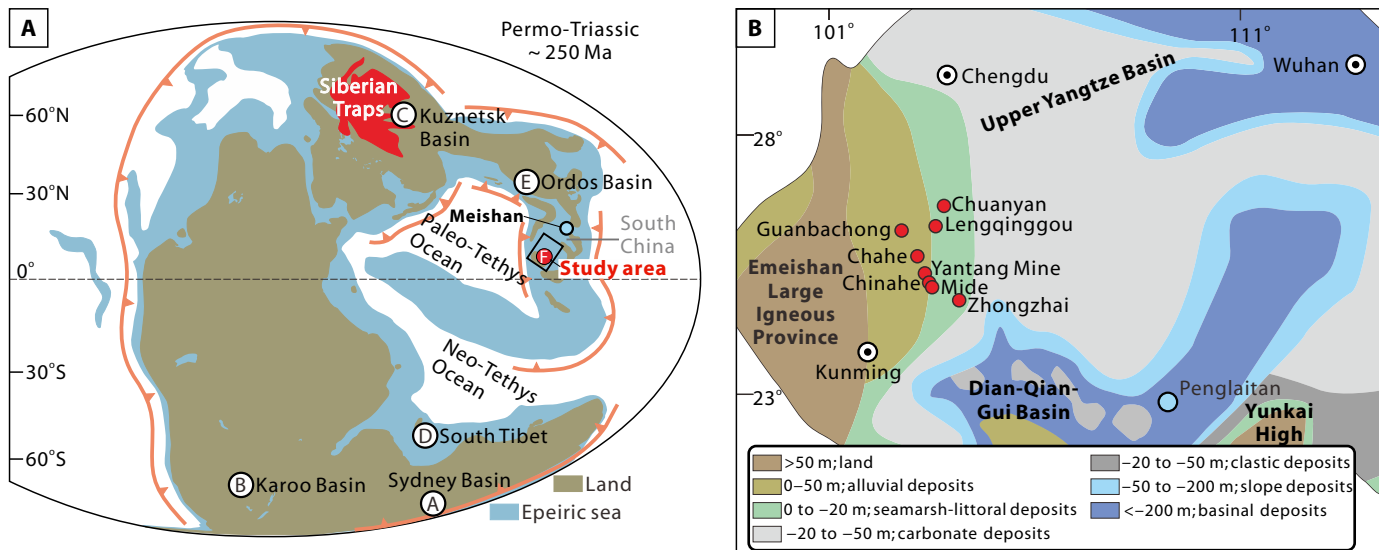 A
Permo-Triassic
~ 250 Ma
Siberian
Traps
60°N
C
Kuznetsk
Basin
E
Ordos Basin
30°N
Meishan
South
China
Paleo-Tethys
Ocean
F
Study area
0°
Neo-Tethys
Ocean
30°S
D
South Tibet
60°S
B
Karoo Basin
Sydney Basin
A
Land
Epeiric sea
B
101°
111°
Chengdu
Wuhan
Upper Yangtze Basin
28°
Chuanyan
Lengqinggou
Guanbachong
Chahe
Yantang Mine
Chinahe
Mide
Zhongzhai
Emeishan
Large
Igneous
Province
Kunming
23°
Dian-Qian-
Gui Basin
Penglaitan
Yunkai
High
>50 m; land
0–50 m; alluvial deposits
0 to –20 m; seamarsh-littoral deposits
–20 to –50 m; carbonate deposits
–20 to –50 m; clastic deposits
–50 to –200 m; slope deposits
<–200 m; basinal deposits